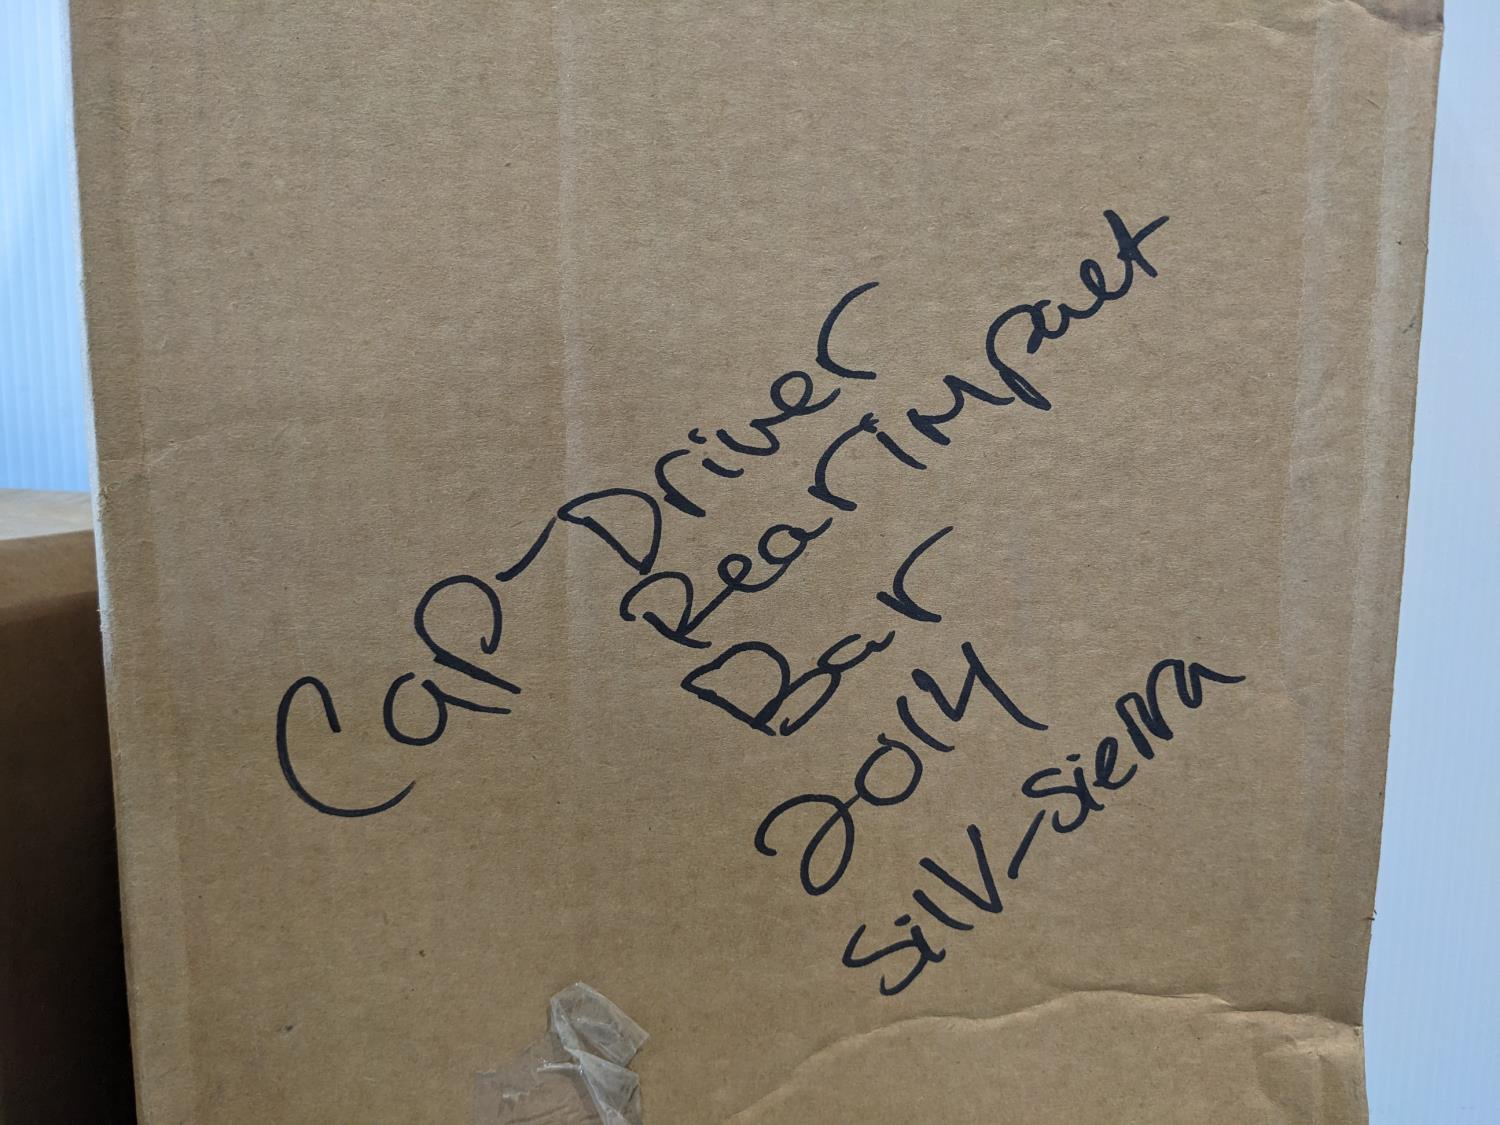 Cap-Driver
Rear Impact
Bar
2014
Silv-Sierra